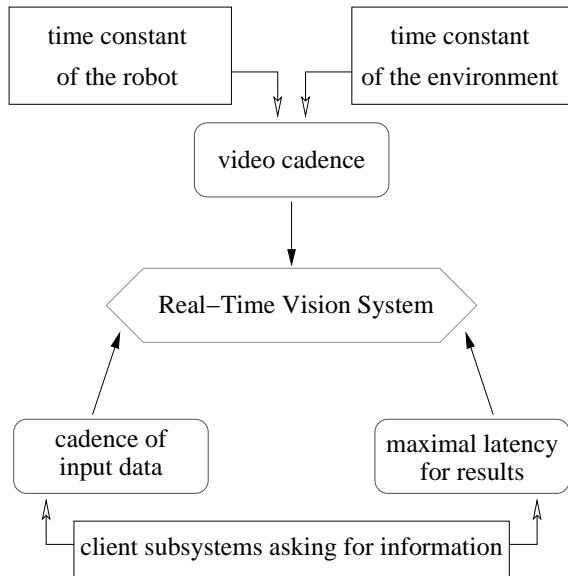 time constant
of the robot
time constant
of the environment
video cadence
Real−Time Vision System
cadence of
input data
maximal latency
for results
client subsystems asking for information